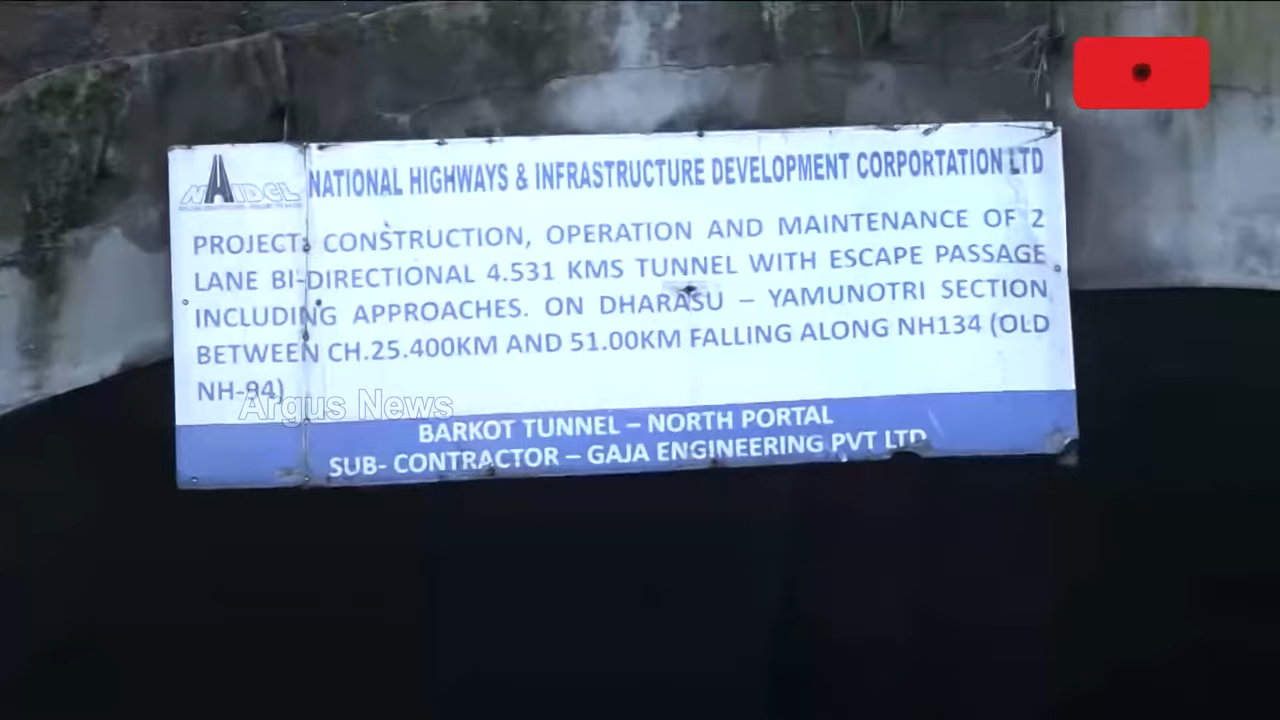 NHIDCL
NATIONAL HIGHWAYS & INFRASTRUCTURE DEVELOPMENT CORPORTATION LTD
PROJECT: CONSTRUCTION, OPERATION AND MAINTENANCE OF 2
LANE BI-DIRECTIONAL 4.531 KMS TUNNEL WITH ESCAPE PASSAGE
INCLUDING APPROACHES. ON DHARASU – YAMUNOTRI SECTION
BETWEEN CH.25.400KM AND 51.00KM FALLING ALONG NH134 (OLD
NH-94)
Argus News
BARKOT TUNNEL – NORTH PORTAL
SUB- CONTRACTOR – GAJA ENGINEERING PVT LTD